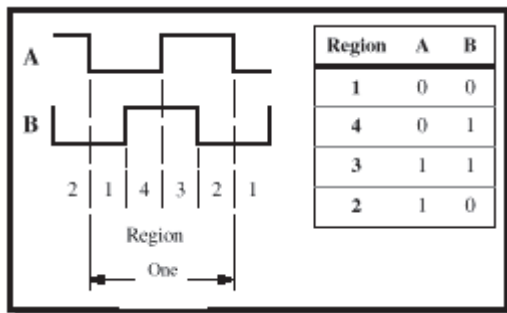 A
B
2 1 4 3 2 1
Region
One
Region A B
1 0 0
4 0 1
3 1 1
2 1 0